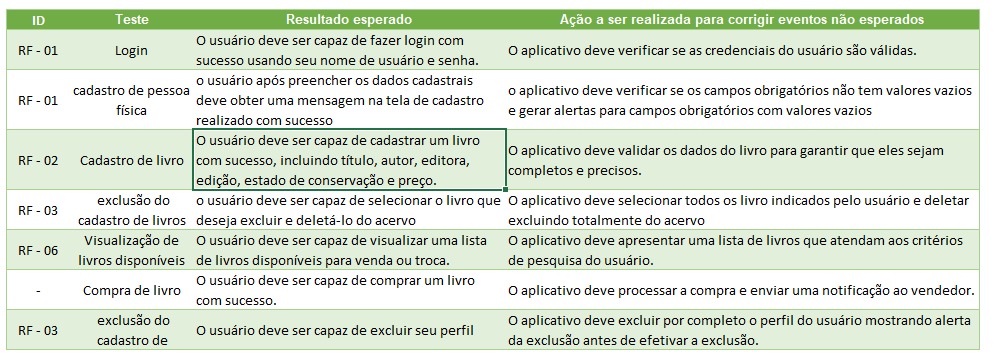 ID Teste Resultado esperado Ação a ser realizada para corrigir eventos não esperados
RF - 01 Login O usuário deve ser capaz de fazer login com
sucesso usando seu nome de usuário e senha. O aplicativo deve verificar se as credenciais do usuário são válidas.
RF - 01 cadastro de pessoa
física o usuário após preencher os dados cadastrais
deve obter uma mensagem na tela de cadastro
realizado com sucesso o aplicativo deve verificar se os campos obrigatórios não tem valores vazios
e gerar alertas para campos obrigatórios com valores vazios
RF - 02 Cadastro de livro O usuário deve ser capaz de cadastrar um livro
com sucesso, incluindo título, autor, editora,
edição, estado de conservação e preço. O aplicativo deve validar os dados do livro para garantir que eles sejam
completos e precisos.
RF - 03 exclusão do
cadastro de livros o usuário deve ser capaz de selecionar o livro que
deseja excluir e deletá-lo do acervo O aplicativo deve selecionar todos os livro indicados pelo usuário e deletar
excluindo totalmente do acervo
RF - 06 Visualização de
livros disponíveis O usuário deve ser capaz de visualizar uma lista
de livros disponíveis para venda ou troca. O aplicativo deve apresentar uma lista de livros que atendam aos critérios
de pesquisa do usuário.
- Compra de livro O usuário deve ser capaz de comprar um livro
com sucesso. O aplicativo deve processar a compra e enviar uma notificação ao vendedor.
RF - 03 exclusão do
cadastro de O usuário deve ser capaz de excluir seu perfil O aplicativo deve excluir por completo o perfil do usuário mostrando alerta
da exclusão antes de efetivar a exclusão.